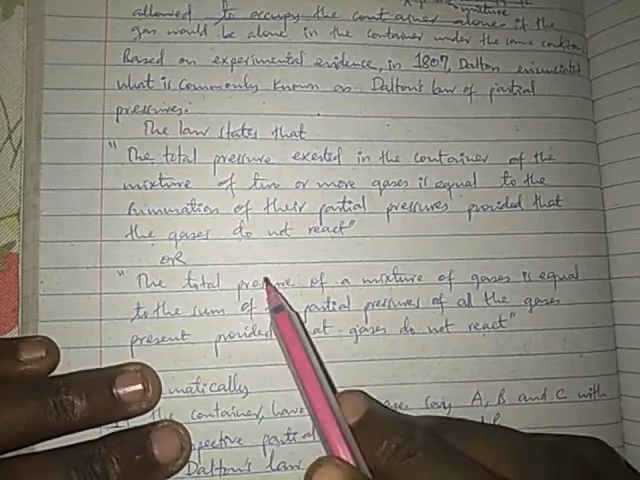 mixture
allowed to occupy the container alone if the
gas would be alone in the container under the same
Based on experimental evidence, in 1807, Dalton enunciated
what is commonly known as Dalton's law of partial
pressures.
The law states that
"The total pressure exerted in the container of the
mixture of two or more gases is equal to the
summation of their partial pressures provided that
the gases do not react"
OR
"The total pressure of a mixture of gases is equal
to the sum of partial pressures of all the gases
present provided that gases do not react"
matically
the container, have say A, B and C with
partial
Dalton's law